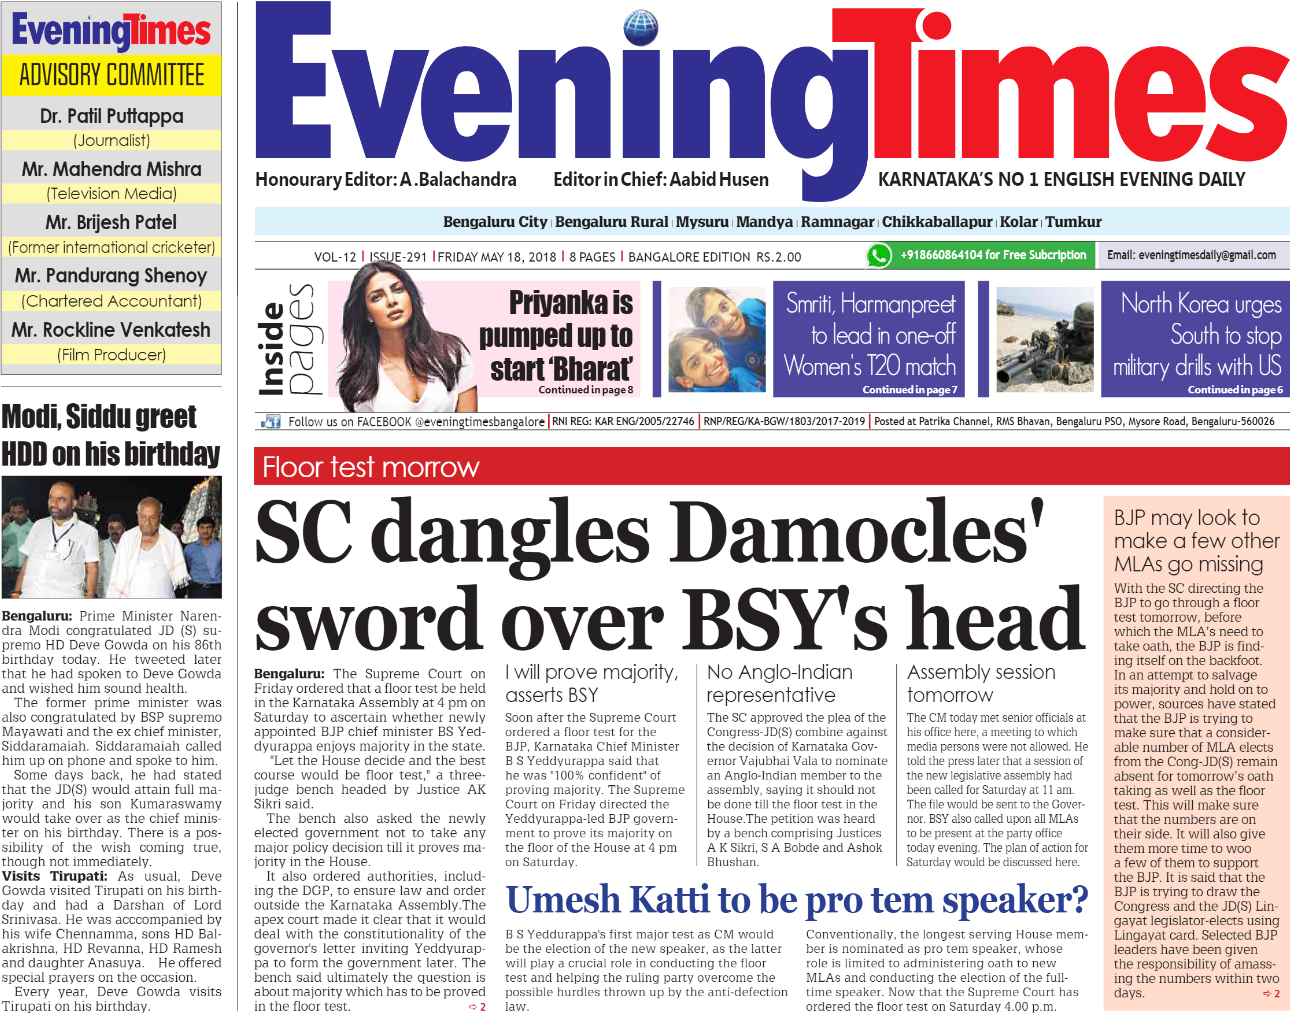 EveningTimes
ADVISORY COMMITTEE
Dr. Patil Puttappa
(Journalist)
Mr. Mahendra Mishra
(Television Media)
Mr. Brijesh Patel
(Former international cricketer)
Mr. Pandurang Shenoy
(Chartered Accountant)
Mr. Rockline Venkatesh
(Film Producer)
EveningTimes
Honourary Editor: A .Balachandra
Editor in Chief: Aabid Husen
KARNATAKA'S NO 1 ENGLISH EVENING DAILY
Bengaluru City | Bengaluru Rural | Mysuru | Mandya | Ramnagar | Chikkaballapur | Kolar | Tumkur
VOL-12 | ISSUE-291 | FRIDAY MAY 18, 2018 | 8 PAGES | BANGALORE EDITION RS.2.00
+918660864104 for Free Subcription
Email: eveningtimesdaily@gmail.com
Inside
pages
Priyanka is
pumped up to
start 'Bharat'
Continued in page 8
Smriti, Harmanpreet
to lead in one-off
Women's T20 match
Continued in page 7
North Korea urges
South to stop
military drills with US
Continued in page 6
Follow us on FACEBOOK @eveningtimesbangalore | RNI REG: KAR ENG/2005/22746 | RNP/REG/KA-BGW/1803/2017-2019 | Posted at Patrika Channel, RMS Bhavan, Bengaluru PSO, Mysore Road, Bengaluru-560026
Modi, Siddu greet
HDD on his birthday
Bengaluru: Prime Minister Naren-
dra Modi congratulated JD (S) su-
premo HD Deve Gowda on his 86th
birthday today. He tweeted later
that he had spoken to Deve Gowda
and wished him sound health.
The former prime minister was
also congratulated by BSP supremo
Mayawati and the ex chief minister,
Siddaramaiah. Siddaramaiah called
him up on phone and spoke to him.
Some days back, he had stated
that the JD(S) would attain full ma-
jority and his son Kumaraswamy
would take over as the chief minis-
ter on his birthday. There is a pos-
sibility of the wish coming true,
though not immediately.
Visits Tirupati: As usual, Deve
Gowda visited Tirupati on his birth-
day and had a Darshan of Lord
Srinivasa. He was acccompanied by
his wife Chennamma, sons HD Bal-
akrishna, HD Revanna, HD Ramesh
and daughter Anasuya. He offered
special prayers on the occasion.
Every year, Deve Gowda visits
Tirupati on his birthday.
Floor test morrow
SC dangles Damocles'
sword over BSY's head
Bengaluru: The Supreme Court on
Friday ordered that a floor test be held
in the Karnataka Assembly at 4 pm on
Saturday to ascertain whether newly
appointed BJP chief minister BS Yed-
dyurappa enjoys majority in the state.
"Let the House decide and the best
course would be floor test," a three-
judge bench headed by Justice AK
Sikri said.
The bench also asked the newly
elected government not to take any
major policy decision till it proves ma-
jority in the House.
It also ordered authorities, includ-
ing the DGP, to ensure law and order
outside the Karnataka Assembly.The
apex court made it clear that it would
deal with the constitutionality of the
governor's letter inviting Yeddyurap-
pa to form the government later. The
bench said ultimately the question is
about majority which has to be proved
in the floor test. ⇨ 2
I will prove majority,
asserts BSY
Soon after the Supreme Court
ordered a floor test for the
BJP, Karnataka Chief Minister
B S Yeddyurappa said that
he was "100% confident" of
proving majority. The Supreme
Court on Friday directed the
Yeddyurappa-led BJP govern-
ment to prove its majority on
the floor of the House at 4 pm
on Saturday.
No Anglo-Indian
representative
The SC approved the plea of the
Congress-JD(S) combine against
the decision of Karnataka Gov-
ernor Vajubhai Vala to nominate
an Anglo-Indian member to the
assembly, saying it should not
be done till the floor test in the
House.The petition was heard
by a bench comprising Justices
A K Sikri, S A Bobde and Ashok
Bhushan.
Assembly session
tomorrow
The CM today met senior officials at
his office here, a meeting to which
media persons were not allowed. He
told the press later that a session of
the new legislative assembly had
been called for Saturday at 11 am.
The file would be sent to the Gover-
nor. BSY also called upon all MLAs
to be present at the party office
today evening. The plan of action for
Saturday would be discussed here.
Umesh Katti to be pro tem speaker?
B S Yeddurappa's first major test as CM would
be the election of the new speaker, as the latter
will play a crucial role in conducting the floor
test and helping the ruling party overcome the
possible hurdles thrown up by the anti-defection
law.
Conventionally, the longest serving House mem-
ber is nominated as pro tem speaker, whose
role is limited to administering oath to new
MLAs and conducting the election of the full-
time speaker. Now that the Supreme Court has
ordered the floor test on Saturday 4.00 p.m.
BJP may look to
make a few other
MLAs go missing
With the SC directing the
BJP to go through a floor
test tomorrow, before
which the MLA's need to
take oath, the BJP is find-
ing itself on the backfoot.
In an attempt to salvage
its majority and hold on to
power, sources have stated
that the BJP is trying to
make sure that a consider-
able number of MLA elects
from the Cong-JD(S) remain
absent for tomorrow's oath
taking as well as the floor
test. This will make sure
that the numbers are on
their side. It will also give
them more time to woo
a few of them to support
the BJP. It is said that the
BJP is trying to draw the
Congress and the JD(S) Lin-
gayat legislator-elects using
Lingayat card. Selected BJP
leaders have been given
the responsibility of amass-
ing the numbers within two
days. ⇨ 2